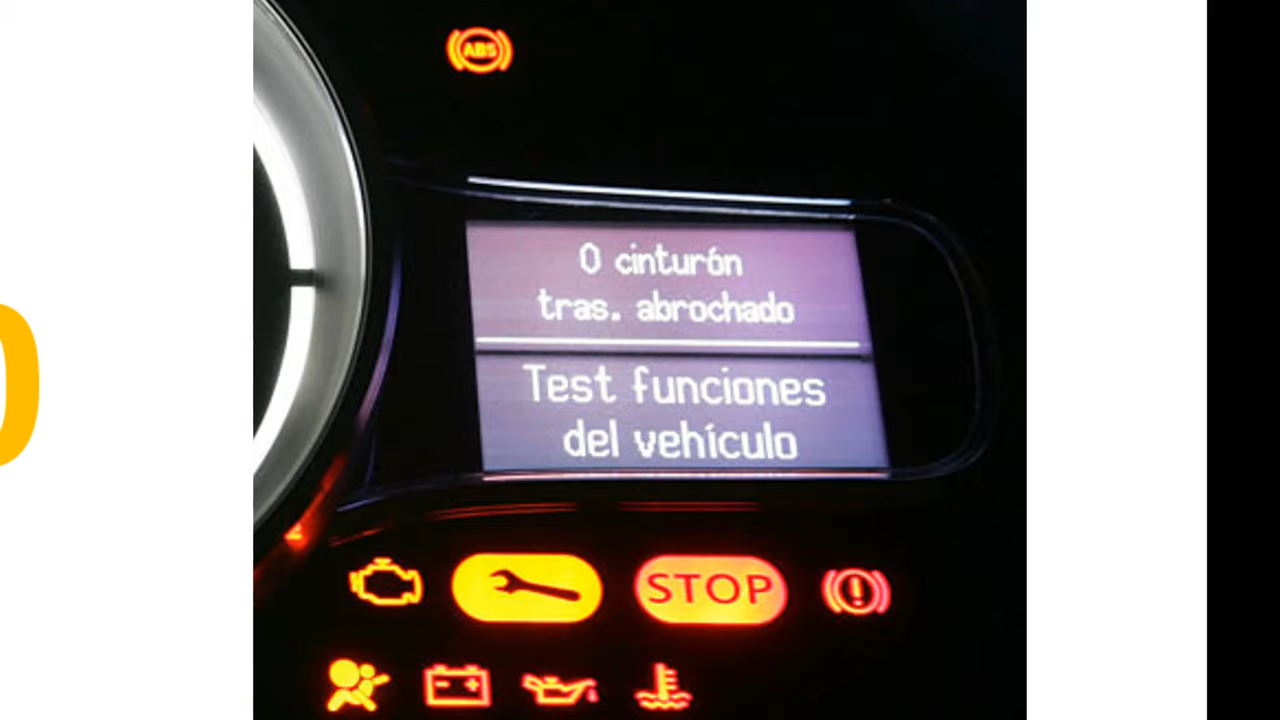 ABS
0 cinturón
tras. abrochado
Test funciones
del vehículo
STOP